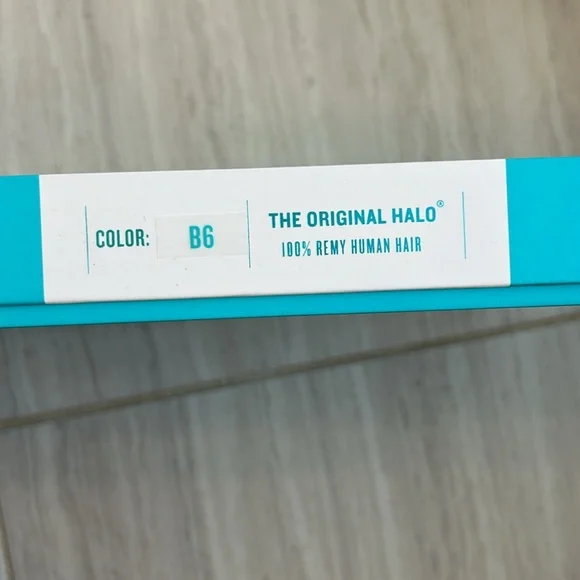 COLOR: B6
THE ORIGINAL HALO®
100% REMY HUMAN HAIR